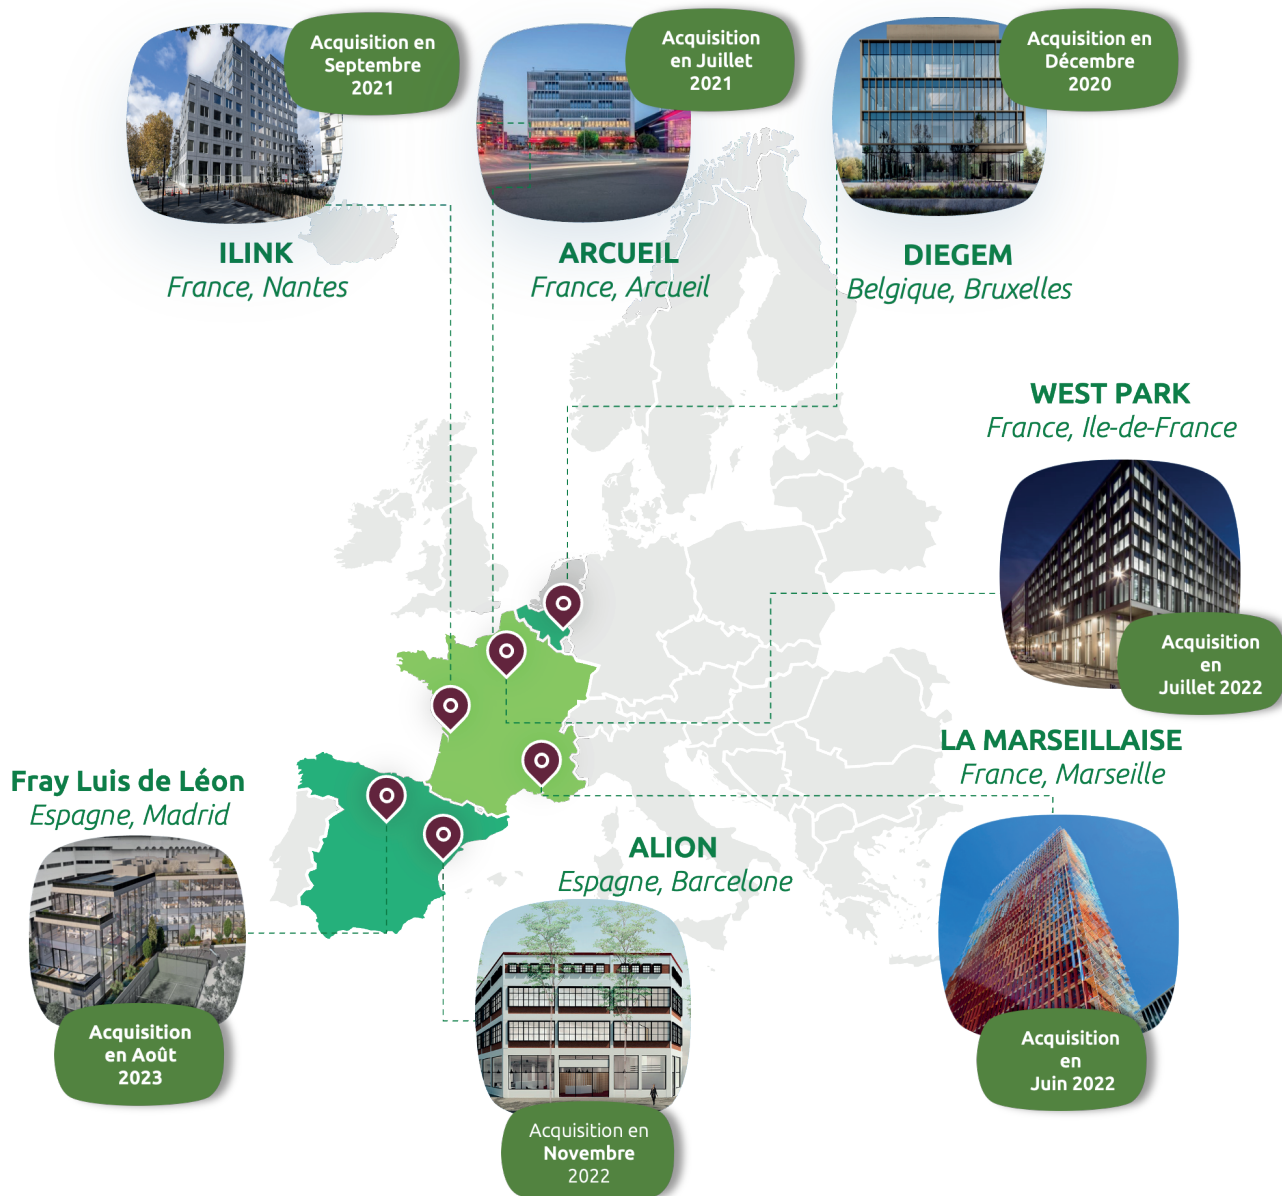 Acquisition en
Septembre
2021
ILINK
France, Nantes
Acquisition
en Juillet
2021
ARCUEIL
France, Arcueil
Acquisition en
Décembre
2020
DIEGEM
Belgique, Bruxelles
WEST PARK
France, Ile-de-France
Acquisition
en
Juillet 2022
LA MARSEILLAISE
France, Marseille
Acquisition
en
Juin 2022
Fray Luis de Léon
Espagne, Madrid
Acquisition
en Août
2023
ALION
Espagne, Barcelone
Acquisition en
Novembre
2022